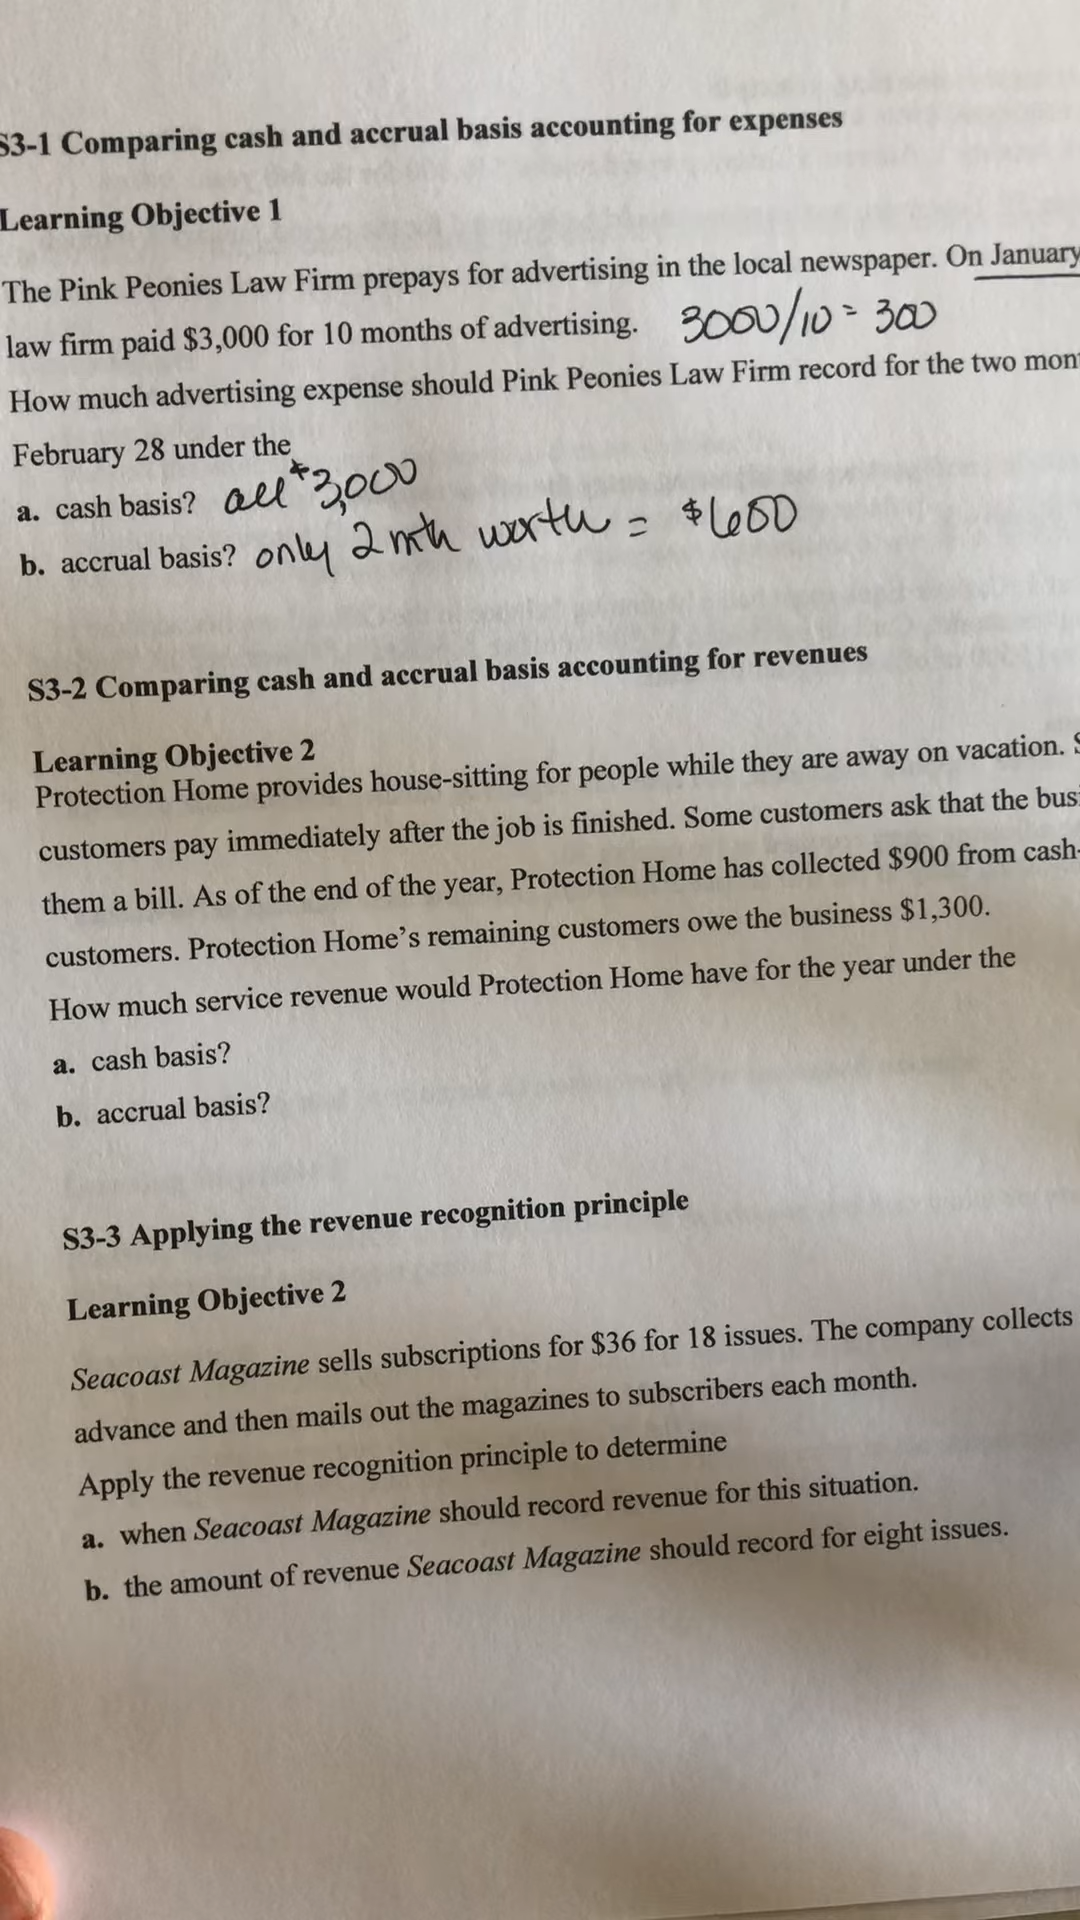 S3-1 Comparing cash and accrual basis accounting for expenses
Learning Objective 1
The Pink Peonies Law Firm prepays for advertising in the local newspaper. On January
law firm paid $3,000 for 10 months of advertising. 3000/10 = 300
How much advertising expense should Pink Peonies Law Firm record for the two
February 28 under the
a. cash basis? all $3,000
b. accrual basis? only 2 mth worth = $600
S3-2 Comparing cash and accrual basis accounting for revenues
Learning Objective 2
Protection Home provides house-sitting for people while they are away on vacation.
customers pay immediately after the job is finished. Some customers ask that the
them a bill. As of the end of the year, Protection Home has collected $900 from cash-
customers. Protection Home’s remaining customers owe the business $1,300.
How much service revenue would Protection Home have for the year under the
a. cash basis?
b. accrual basis?
S3-3 Applying the revenue recognition principle
Learning Objective 2
Seacoast Magazine sells subscriptions for $36 for 18 issues. The company collects
advance and then mails out the magazines to subscribers each month.
Apply the revenue recognition principle to determine
a. when Seacoast Magazine should record revenue for this situation.
b. the amount of revenue Seacoast Magazine should record for eight issues.